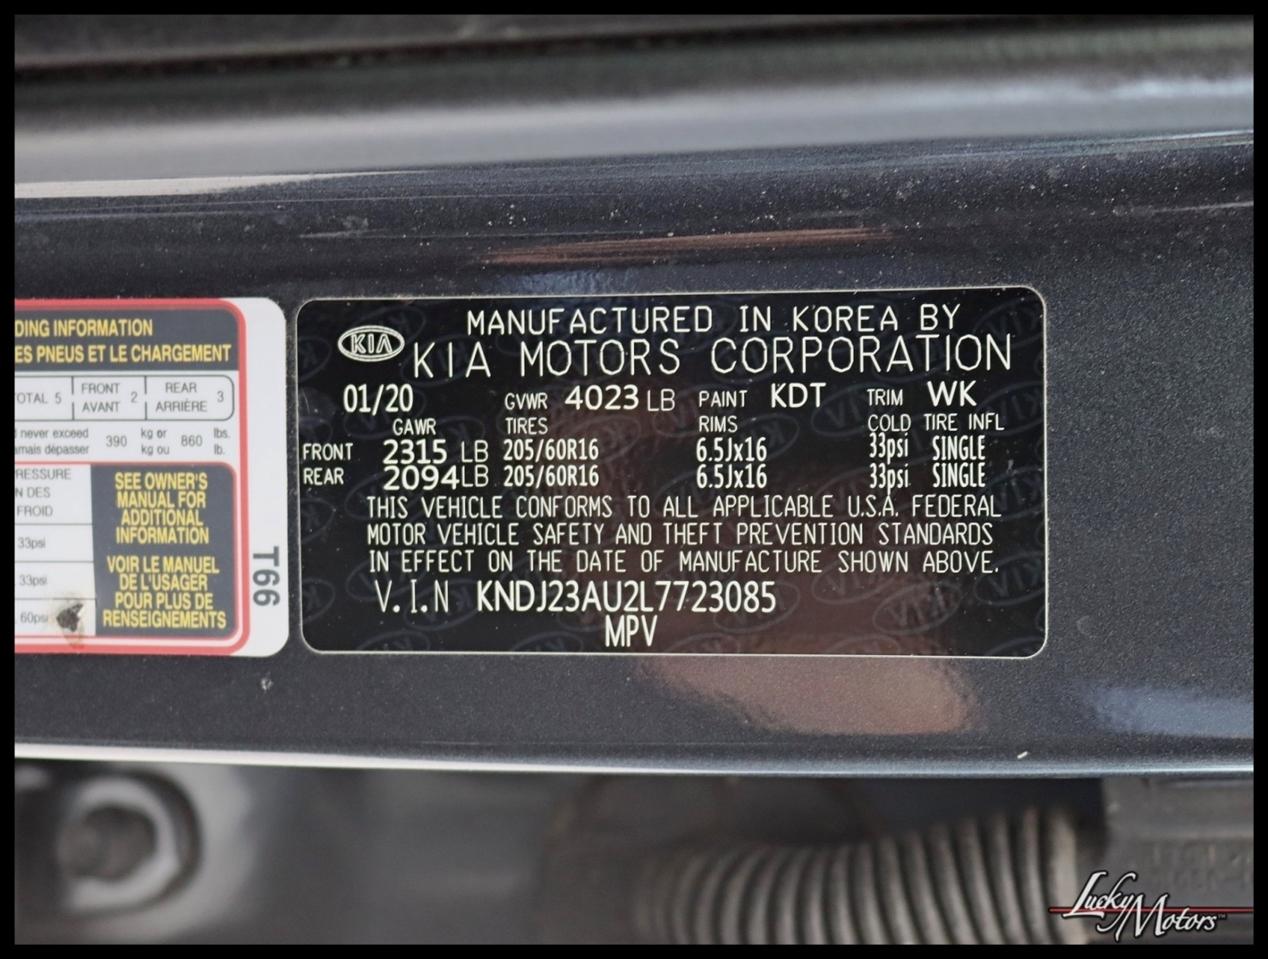 DING INFORMATION
ES PNEUS ET LE CHARGEMENT
OTAL 5 FRONT AVANT 2 REAR ARRIÈRE 3
never exceed 390 kg or 860 lbs.
amais dépasser kg ou lb.
RESSURE
N DES
FROID
33psi
33psi
60psi
SEE OWNER'S
MANUAL FOR
ADDITIONAL
INFORMATION
VOIR LE MANUEL
DE L'USAGER
POUR PLUS DE
RENSEIGNEMENTS
T66
KIA
MANUFACTURED IN KOREA BY
KIA MOTORS CORPORATION
01/20 GVWR 4023 LB PAINT KDT TRIM WK
GAWR TIRES RIMS COLD TIRE INFL
FRONT 2315 LB 205/60R16 6.5Jx16 33psi SINGLE
REAR 2094 LB 205/60R16 6.5Jx16 33psi SINGLE
THIS VEHICLE CONFORMS TO ALL APPLICABLE U.S.A. FEDERAL
MOTOR VEHICLE SAFETY AND THEFT PREVENTION STANDARDS
IN EFFECT ON THE DATE OF MANUFACTURE SHOWN ABOVE.
V.I.N KNDJ23AU2L7723085
MPV
Lucky Motors